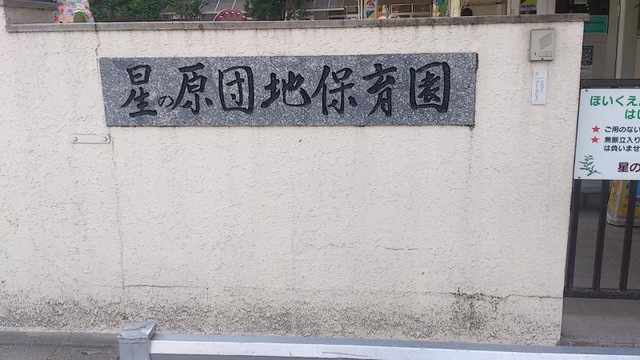 星の原団地保育園
ほいくえ
は
★ ご用のない
★ 無断立入り
は良いませ
星の